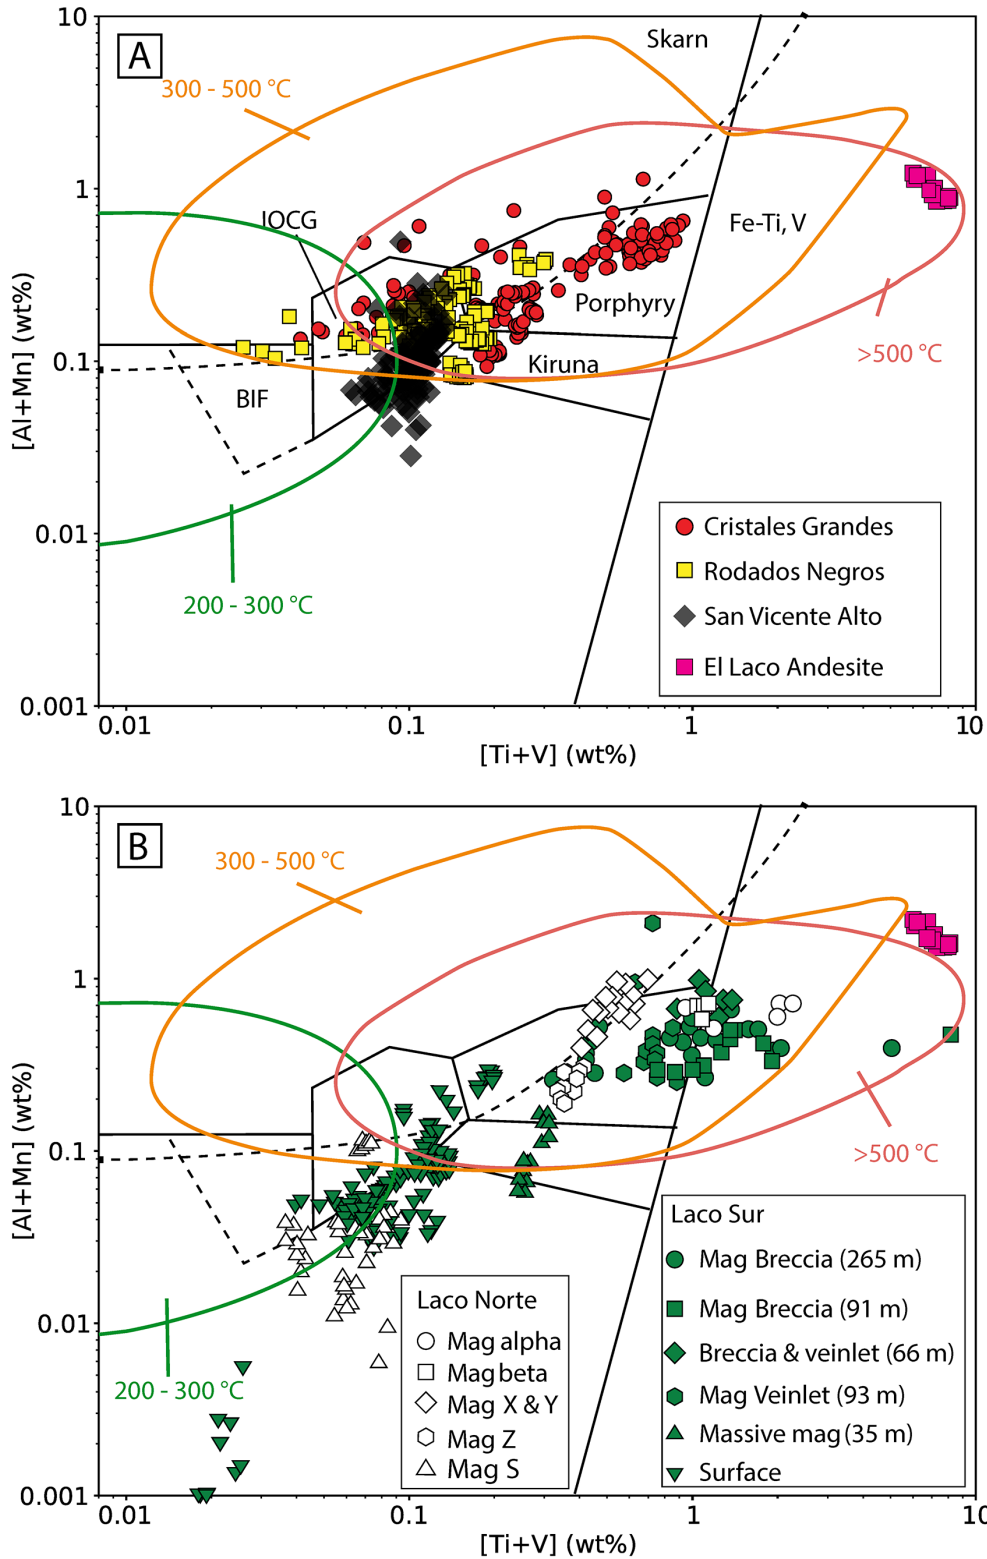 10
A
Skarn
300 - 500 °C
1
IOCG
Fe-Ti, V
[Al+Mn] (wt%)
Porphyry
>500 °C
0.1
Kiruna
BIF
0.01
Cristales Grandes
Rodados Negros
200 - 300 °C
San Vicente Alto
El Laco Andesite
0.001
0.01
0.1
1
10
[Ti+V] (wt%)
10
B
300 - 500 °C
1
[Al+Mn] (wt%)
0.1
>500 °C
Laco Sur
Mag Breccia (265 m)
Laco Norte
Mag Breccia (91 m)
0.01
Mag alpha
Breccia & veinlet (66 m)
Mag beta
200 - 300 °C
Mag X & Y
Mag Veinlet (93 m)
Mag Z
Massive mag (35 m)
Mag S
Surface
0.001
0.01
0.1
1
10
[Ti+V] (wt%)